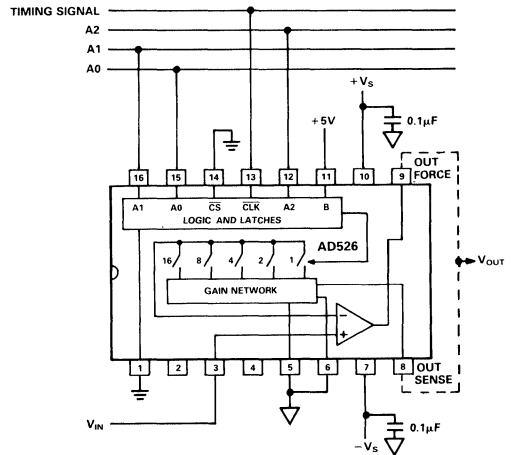 TIMING SIGNAL
A2
A1
A0
+VS
0.1μF
+5V
OUT
FORCE
16
15
14
13
12
11
10
9
A1
A0
C̅S̅
C̅L̅K̅
A2
B
LOGIC AND LATCHES
AD526
16
8
4
2
1
GAIN NETWORK
VOUT
−
+
1
2
3
4
5
6
7
8
OUT
SENSE
VIN
−VS
0.1μF